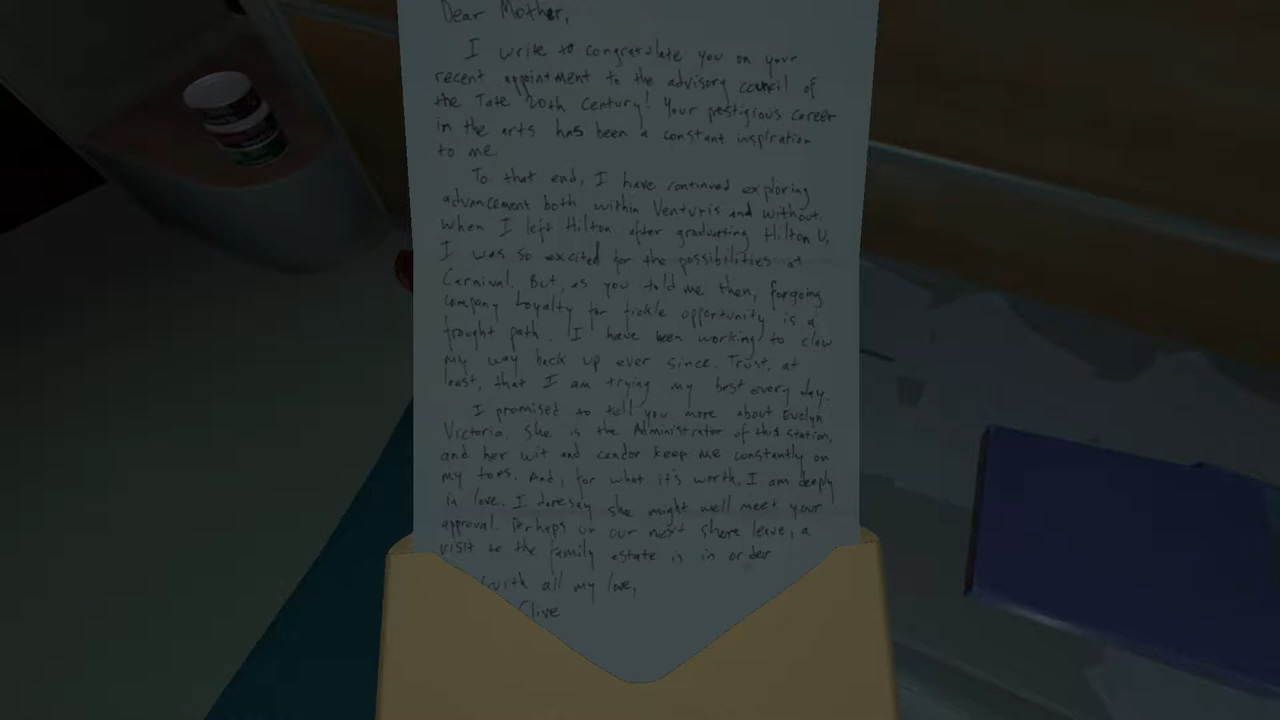 Dear Mother,
I write to congratulate you on your
recent appointment to the advisory council of
the Tate 20th Century! Your prestigious career
in the arts has been a constant inspiration
to me.
To that end, I have continued exploring
advancement both within Venturis and without.
When I left Hilton after graduating Hilton U,
I was so excited for the possibilities at
Carnival. But, as you told me then, forgoing
company loyalty for fickle opportunity is a
frought path. I have been working to claw
my way back up ever since. Trust, at
least, that I am trying my best every day.
I promised to tell you more about Evelyn
Victoria. She is the Administrator of this station,
and her wit and candor keep me constantly on
my toes. And, for what it's worth, I am deeply
in love. I daresay she might well meet your
approval. Perhaps on our next shore leave, a
visit to the family estate is in order
With all my love,
Clive